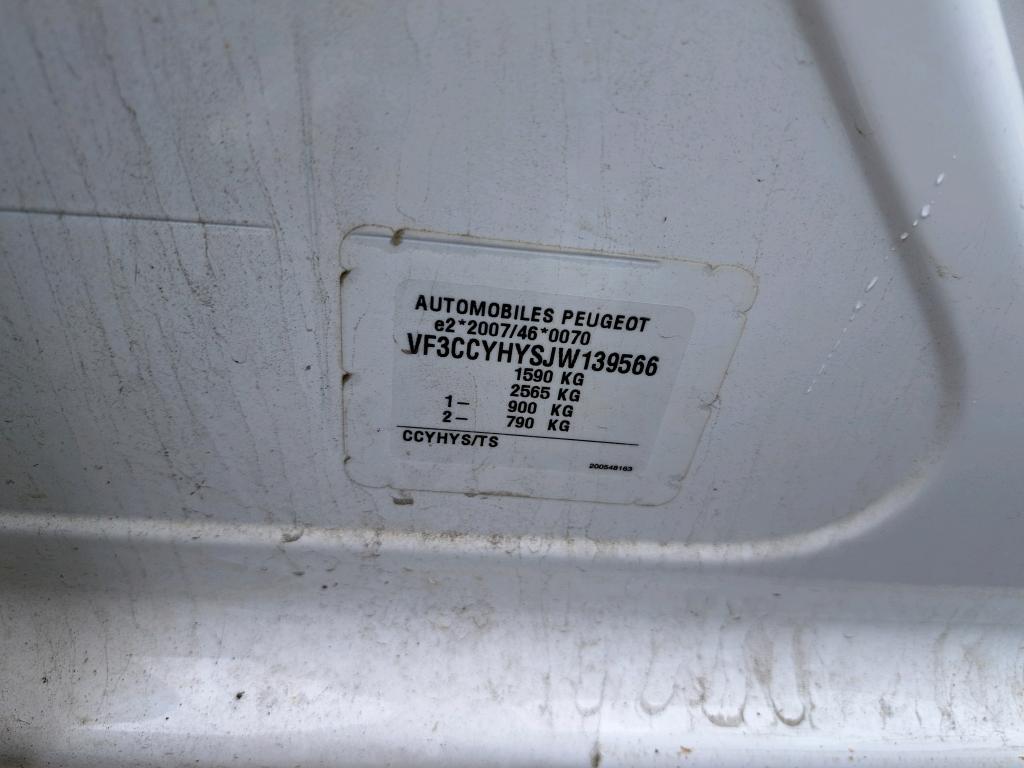 AUTOMOBILES PEUGEOT
e2*2007/46*0070
VF3CCYHYSJW139566
1590 KG
2565 KG
1– 900 KG
2– 790 KG
CCYHYS/TS
200548163